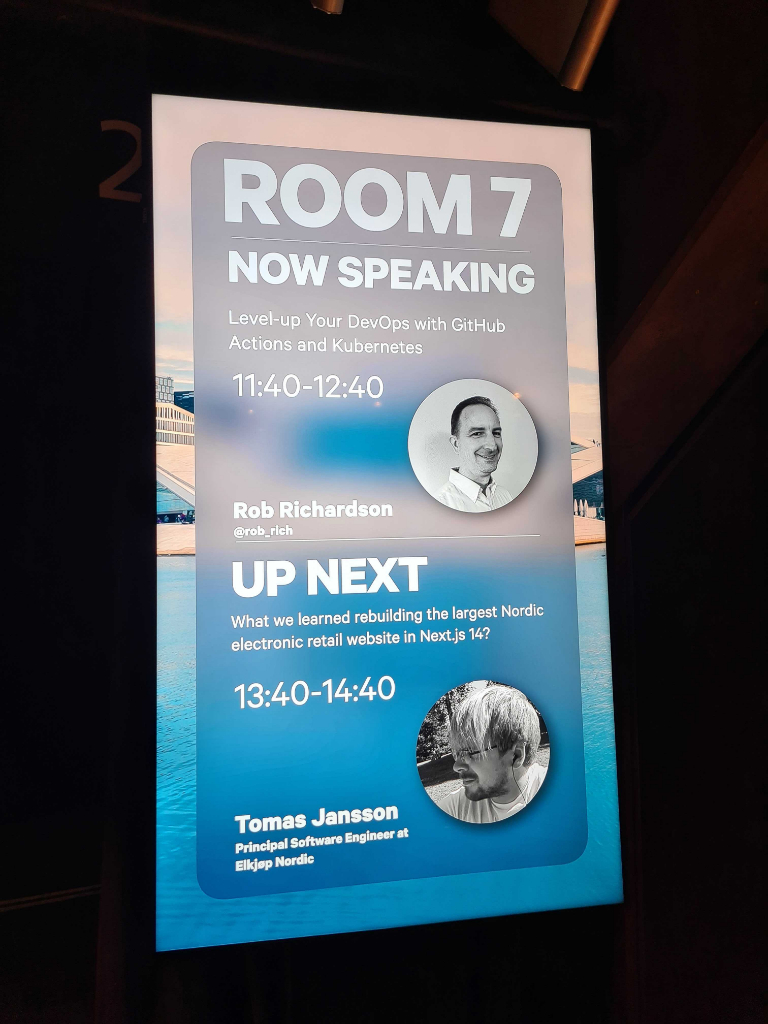 2
ROOM 7
NOW SPEAKING
Level-up Your DevOps with GitHub
Actions and Kubernetes
11:40-12:40
Rob Richardson
@rob_rich
UP NEXT
What we learned rebuilding the largest Nordic
electronic retail website in Next.js 14?
13:40-14:40
Tomas Jansson
Principal Software Engineer at
Elkjøp Nordic